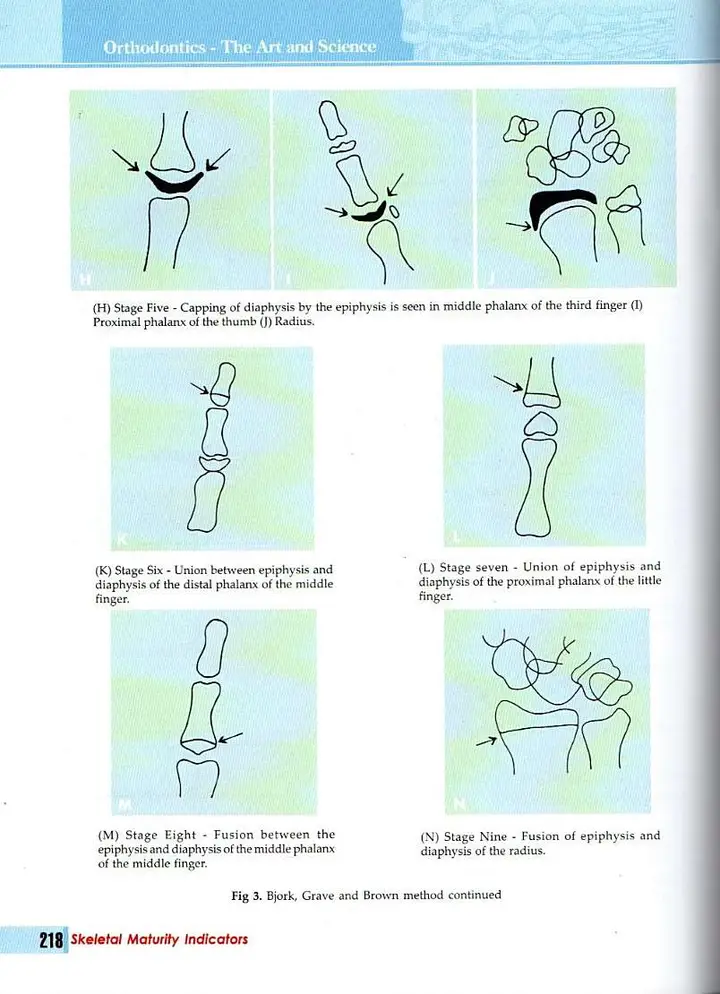 Orthodontics - The Art and Science
H
I
J
(H) Stage Five - Capping of diaphysis by the epiphysis is seen in middle phalanx of the third finger (I)
Proximal phalanx of the thumb (J) Radius.
K
(K) Stage Six - Union between epiphysis and
diaphysis of the distal phalanx of the middle
finger.
L
(L) Stage seven - Union of epiphysis and
diaphysis of the proximal phalanx of the little
finger.
M
(M) Stage Eight - Fusion between the
epiphysis and diaphysis of the middle phalanx
of the middle finger.
N
(N) Stage Nine - Fusion of epiphysis and
diaphysis of the radius.
Fig 3. Bjork, Grave and Brown method continued
218 Skeletal Maturity Indicators